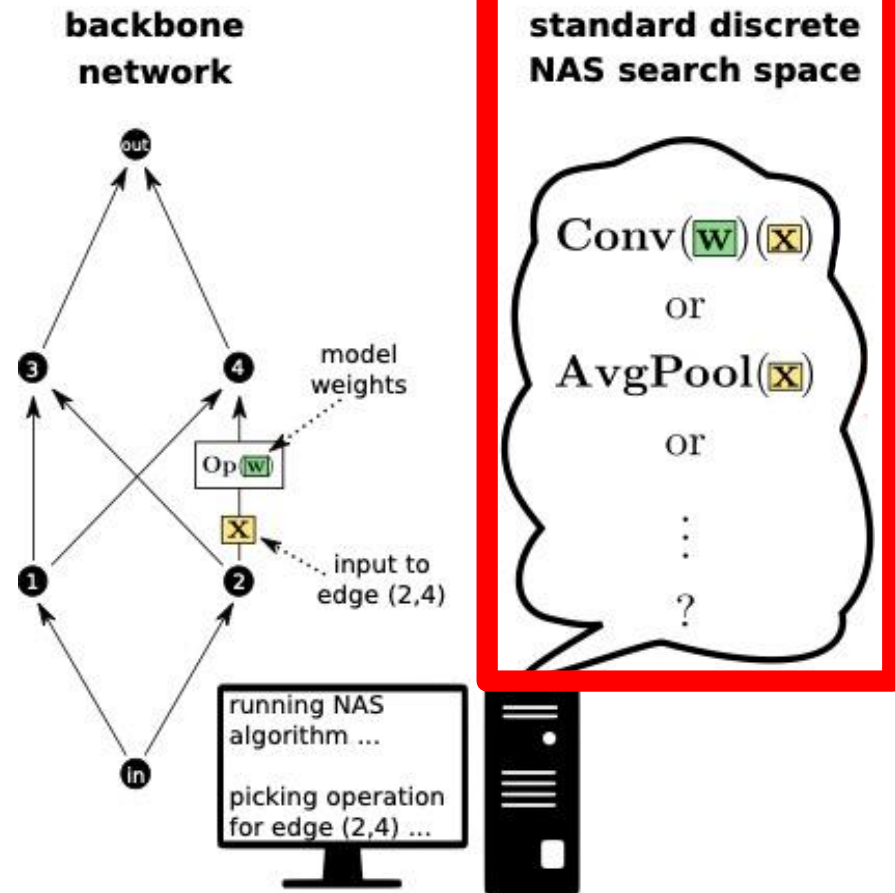 backbone
network
out
3
4
model
weights
Op(w)
x
input to
edge (2,4)
1
2
in
running NAS
algorithm ...
picking operation
for edge (2,4) ...
standard discrete
NAS search space
Conv(w)(x)
or
AvgPool(x)
or
⋮
?